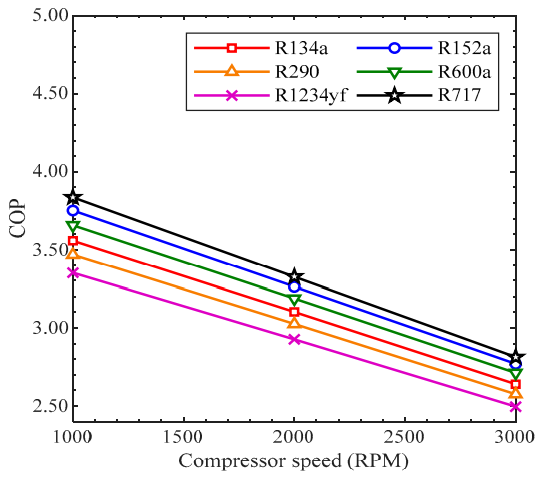 5.00
4.50
4.00
3.50
3.00
2.50
COP
R134a
R152a
R290
R600a
R1234yf
R717
1000
1500
2000
2500
3000
Compressor speed (RPM)